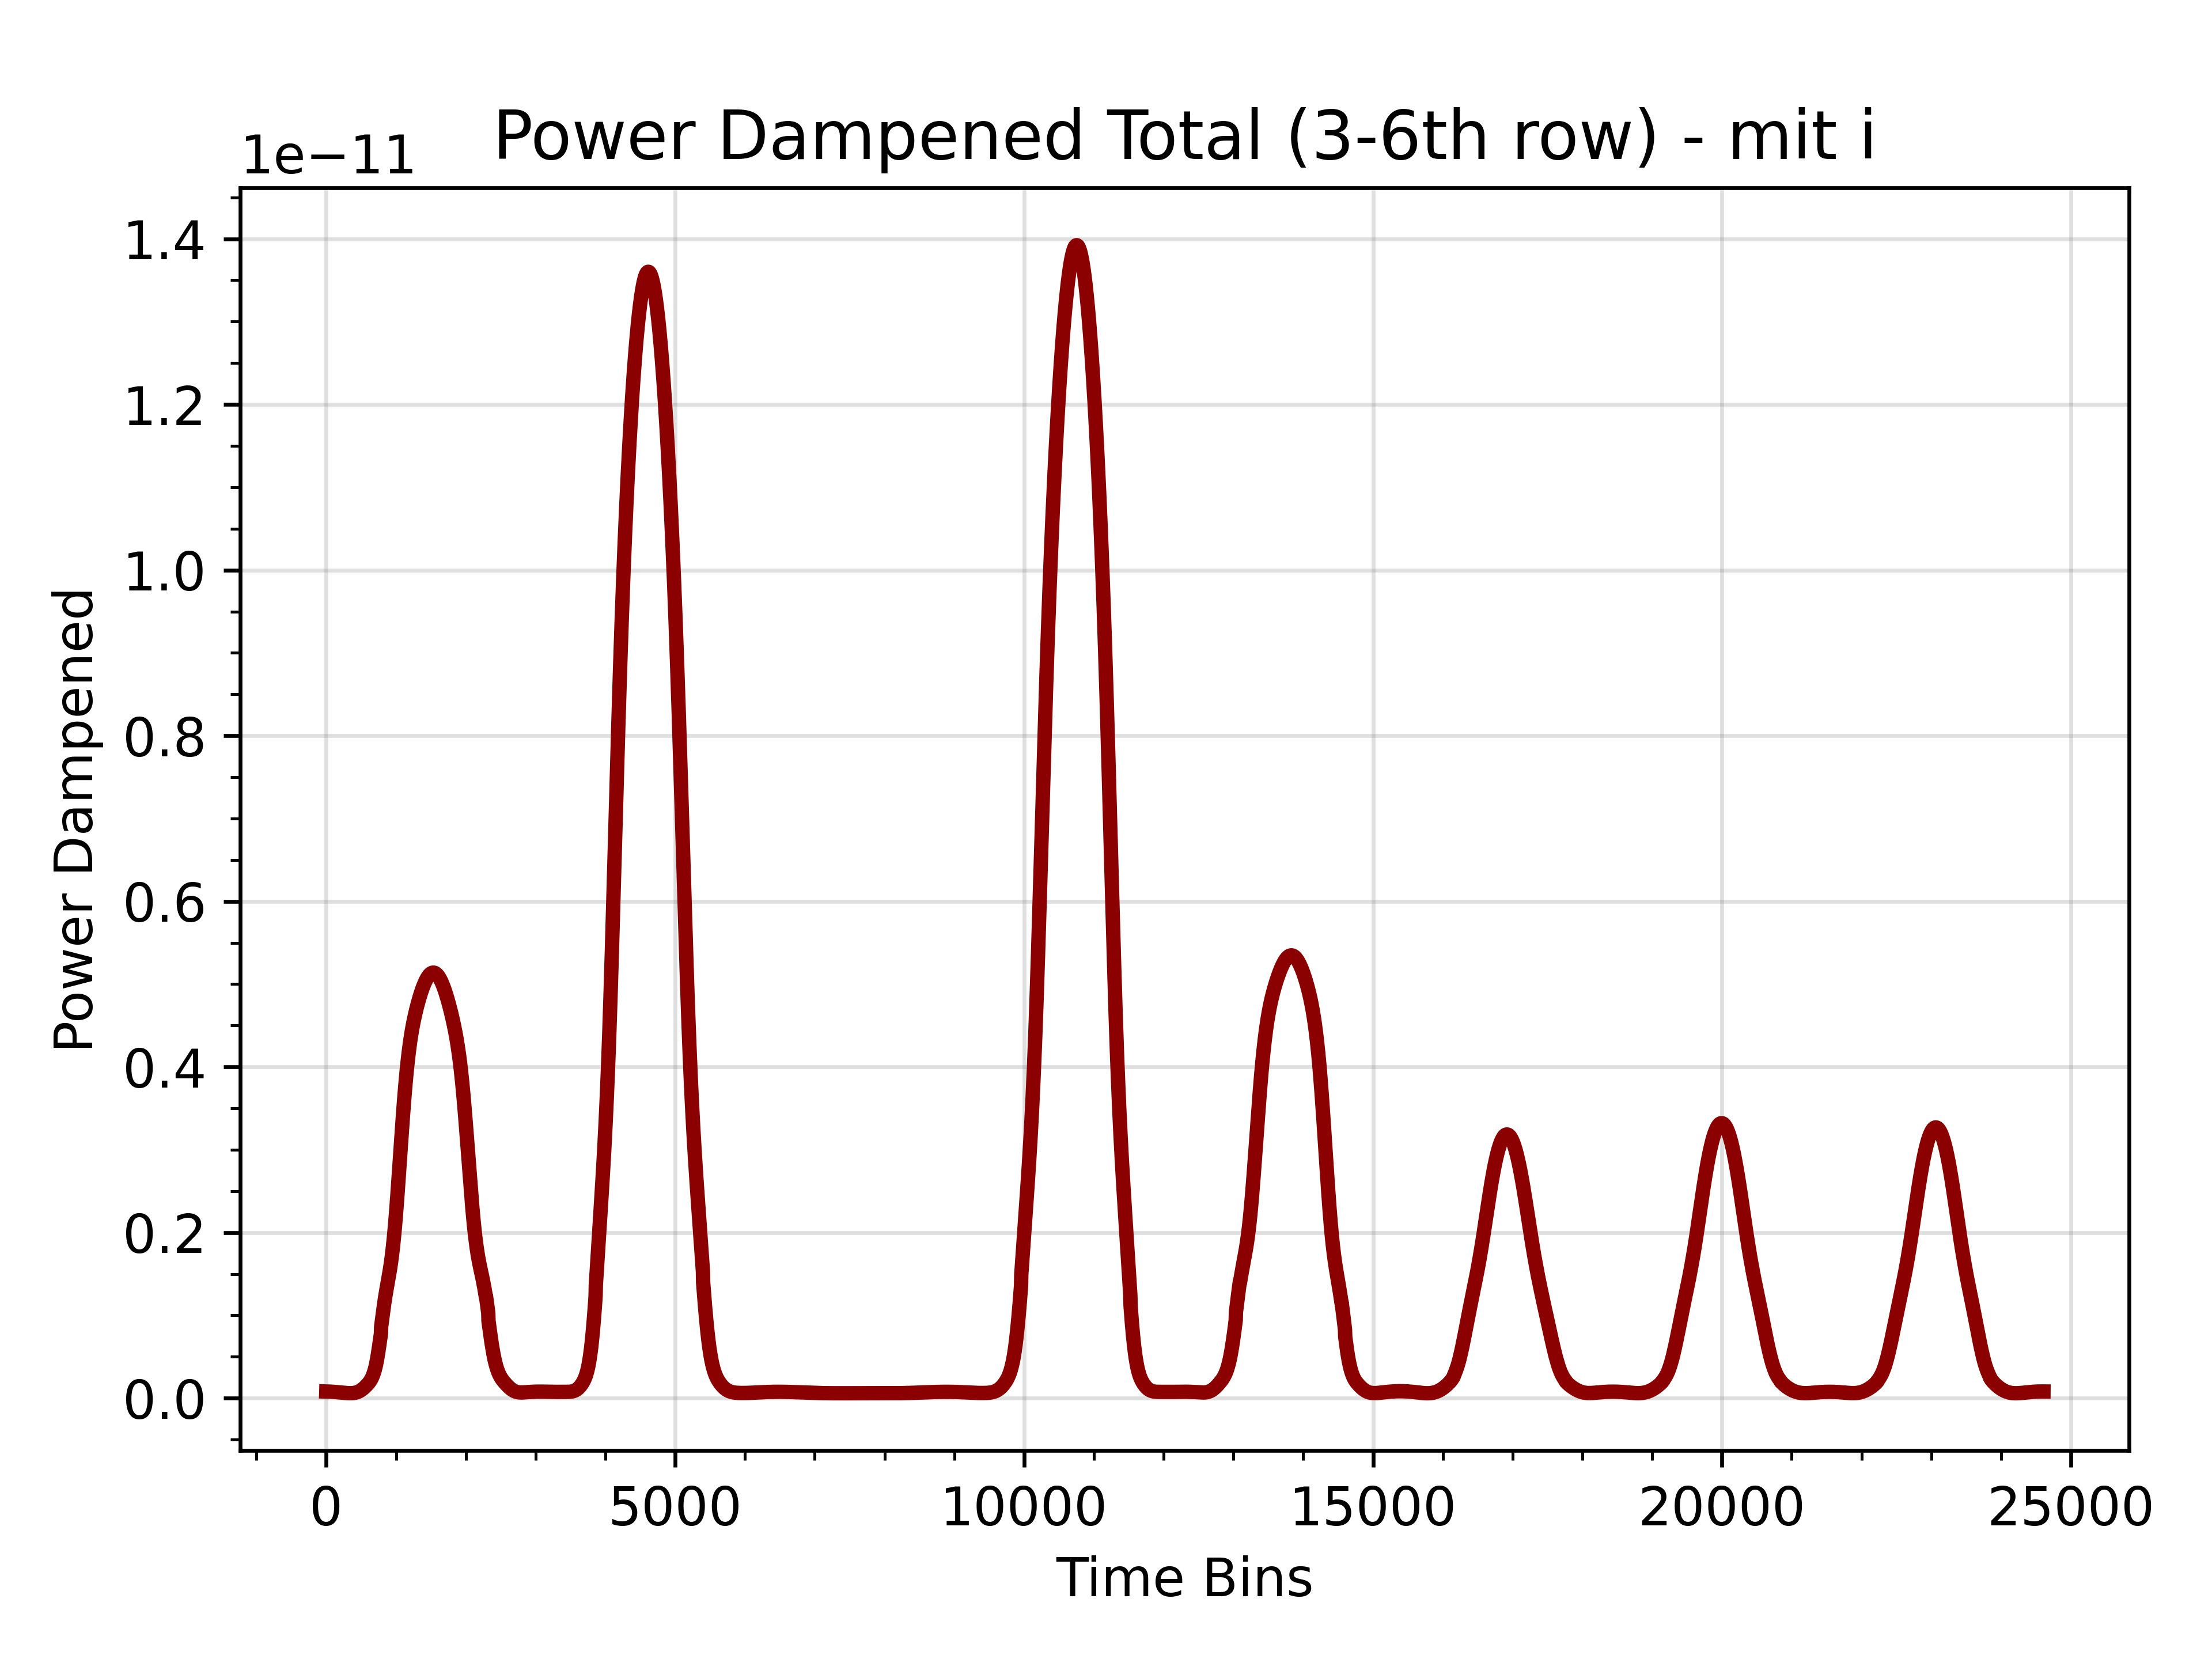 Power Dampened Total (3-6th row) - mit i
1e−11
1.4
1.2
1.0
0.8
0.6
0.4
0.2
0.0
Power Dampened
0 5000 10000 15000 20000 25000
Time Bins